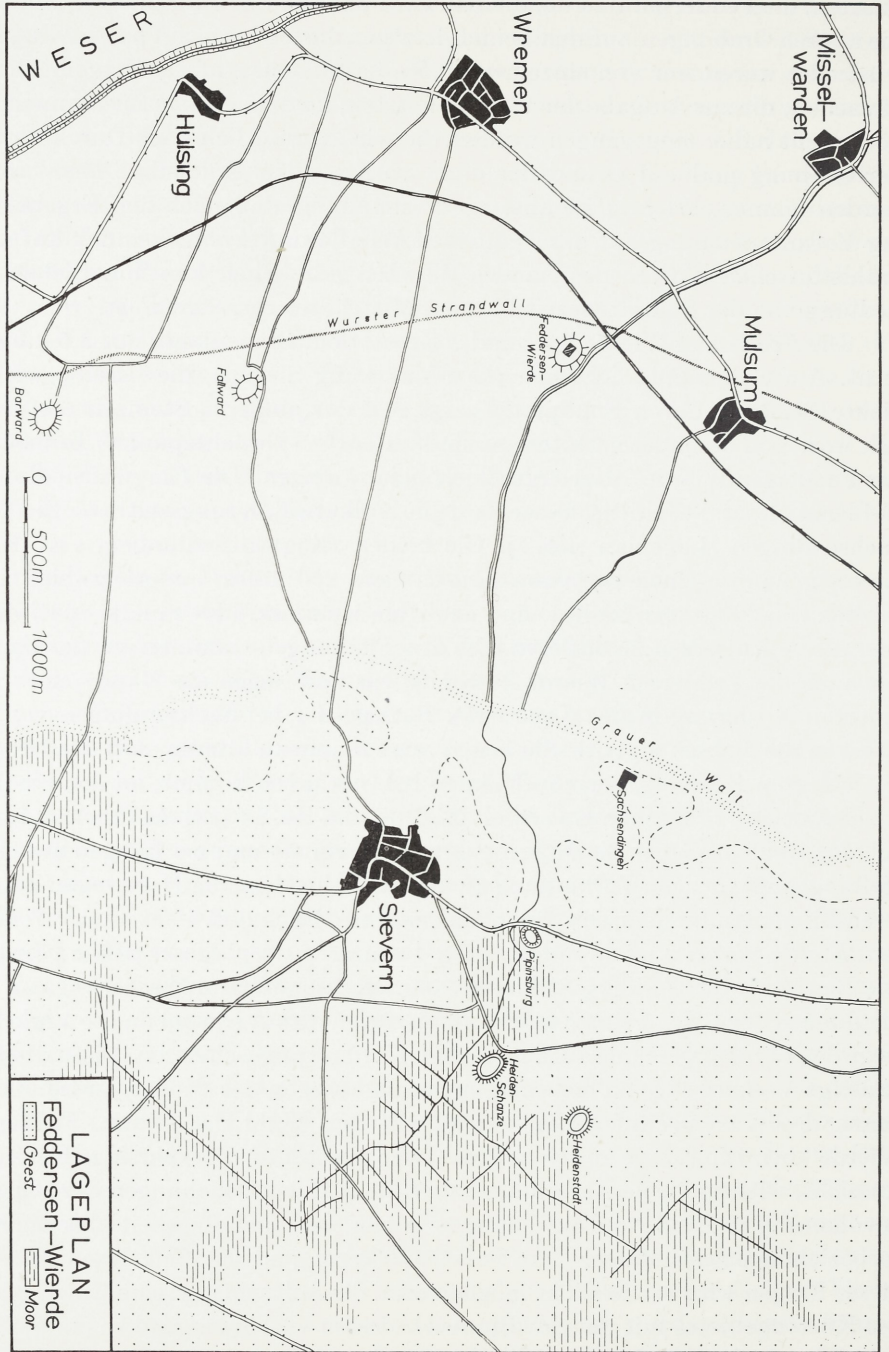 WESER
Wremen
Missel-
warden
Hülsing
Mulsum
Wurster Strandwall
Feddersen-
Wierde
Fallward
Barward
0 500m 1000m
Grauer Wall
Sachsendingen
Sievern
Pipinsburg
Heiden-
Schanze
Heidenstadt
LAGEPLAN
Feddersen-Wierde
Geest Moor